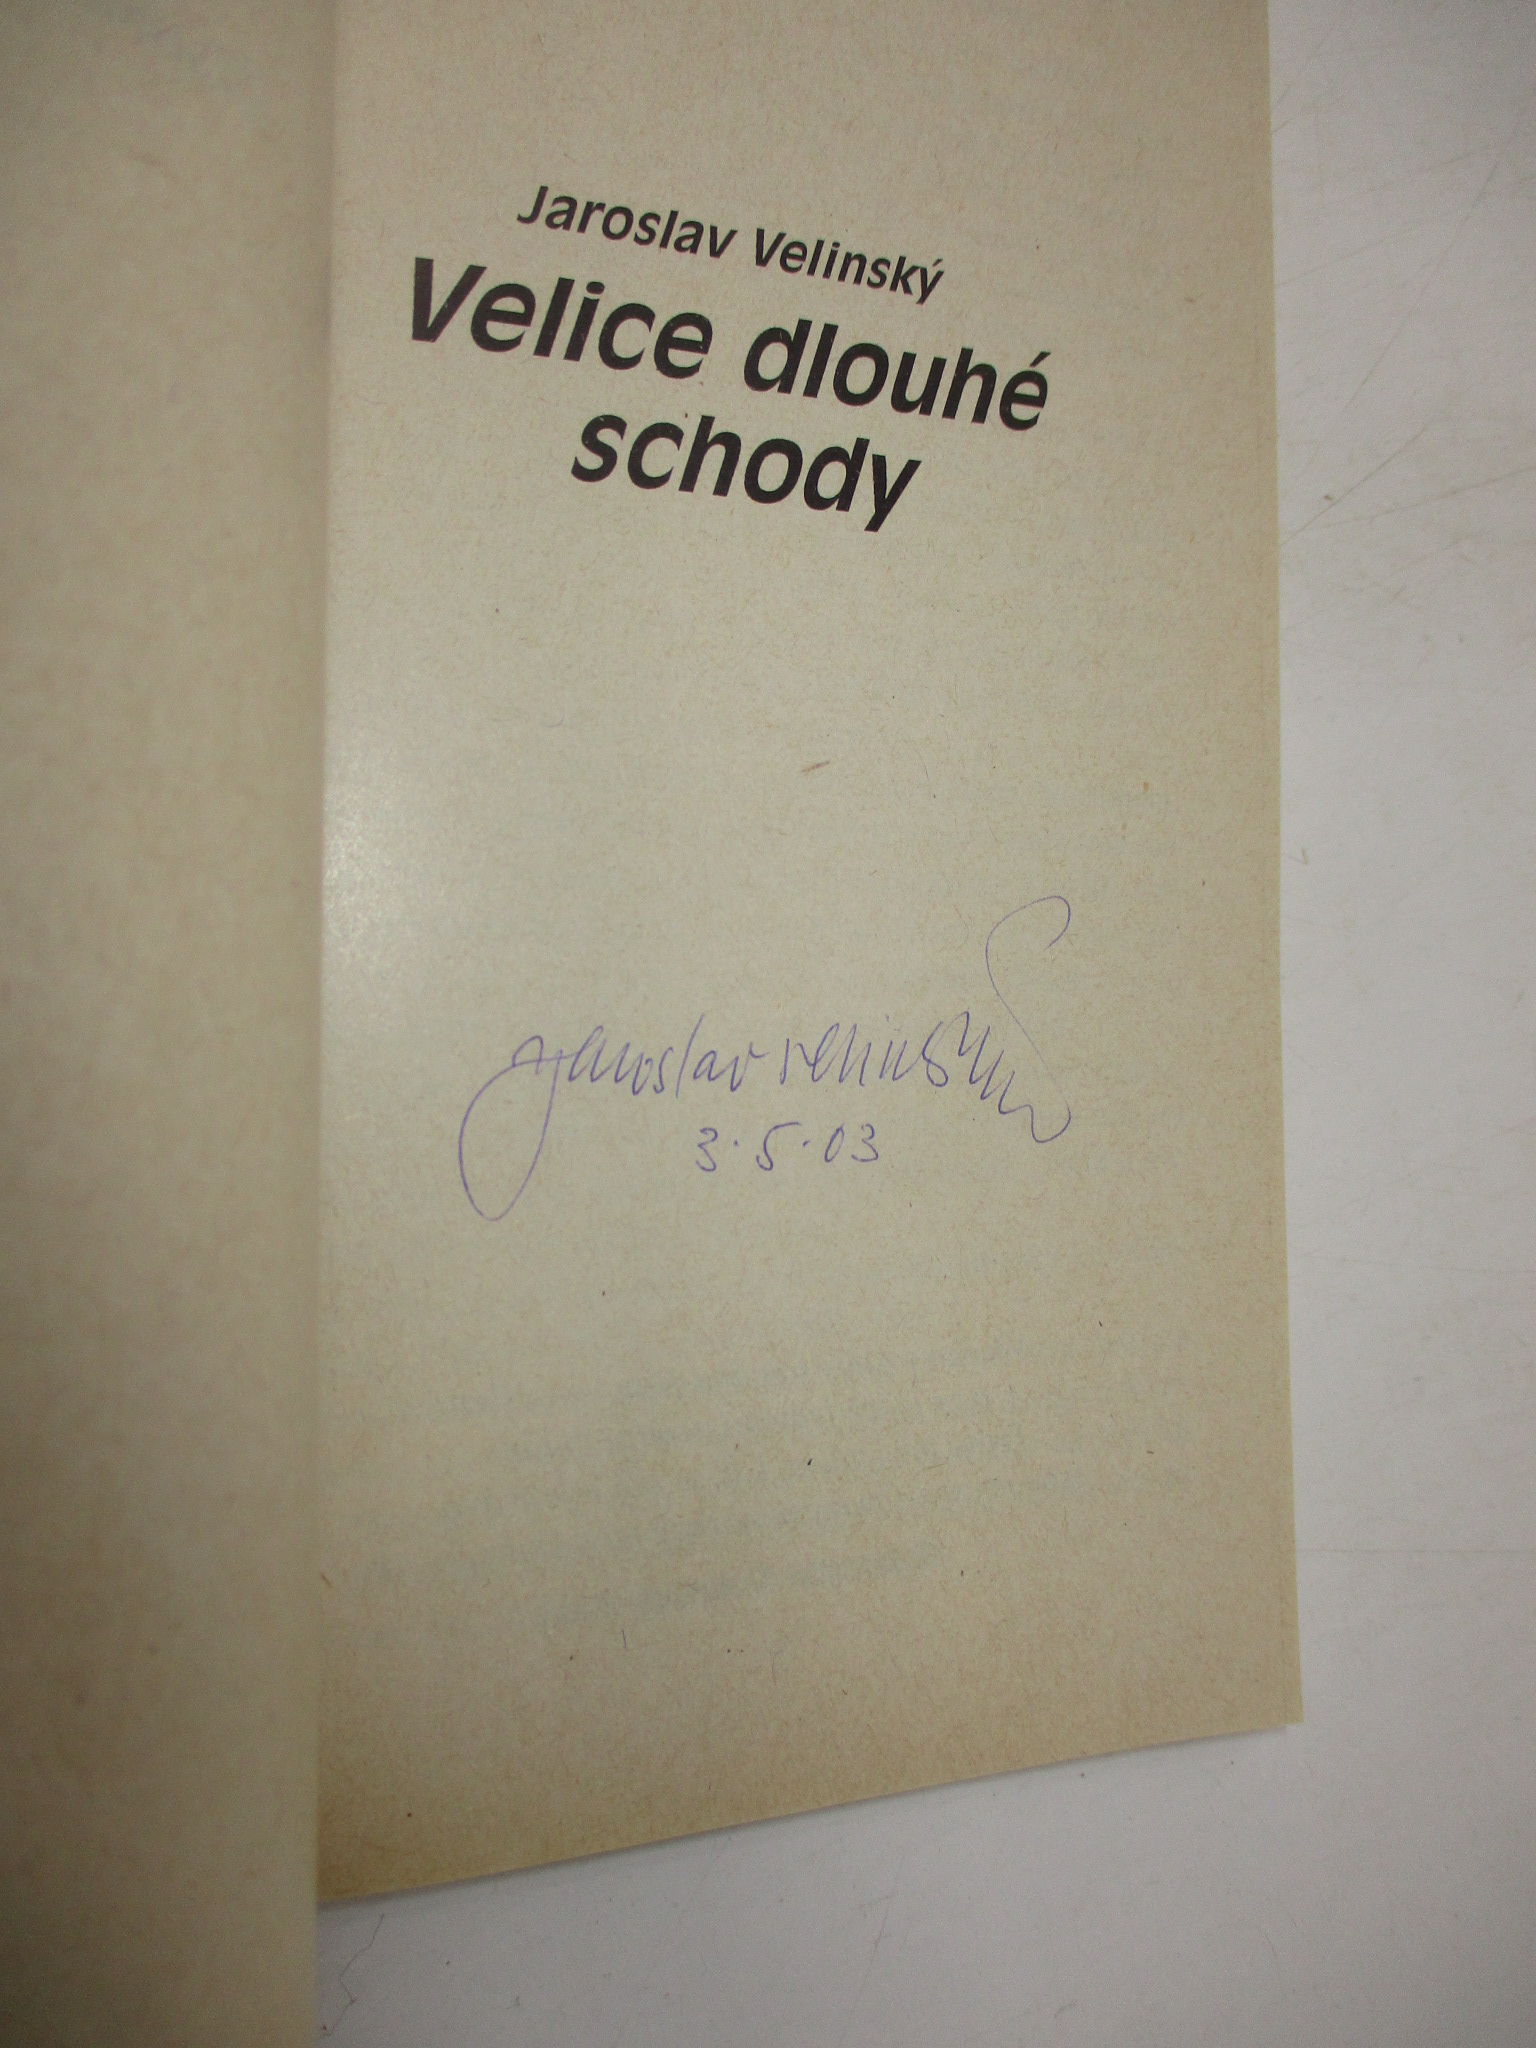 Jaroslav Velinský
Velice dlouhé
schody
Jaroslav Velinský
3.5.03